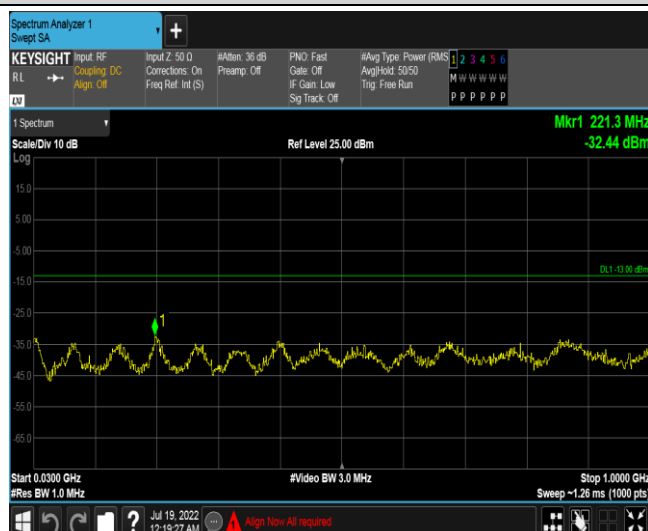 Spectrum Analyzer 1
Swept SA
+
KEYSIGHT Input: RF Input Z: 50 Ω #Atten: 36 dB PNO: Fast #Avg Type: Power (RMS 1 2 3 4 5 6
RL Coupling: DC Corrections: On Preamp: Off Gate: Off Avg|Hold: 50/50 M W W W W W
Align: Off Freq Ref: Int (S) IF Gain: Low Trig: Free Run
Sig Track: Off P P P P P P
LXI
1 Spectrum Mkr1 221.3 MHz
Scale/Div 10 dB Ref Level 25.00 dBm -32.44 dBm
Log
15.0
5.00
-5.00
DL1 -13.00 dBm
-15.0
-25.0
1
-35.0
-45.0
-55.0
-65.0
Start 0.0300 GHz #Video BW 3.0 MHz Stop 1.0000 GHz
#Res BW 1.0 MHz Sweep ~1.26 ms (1000 pts)
? Jul 19, 2022 Align Now All required
12:19:27 AM